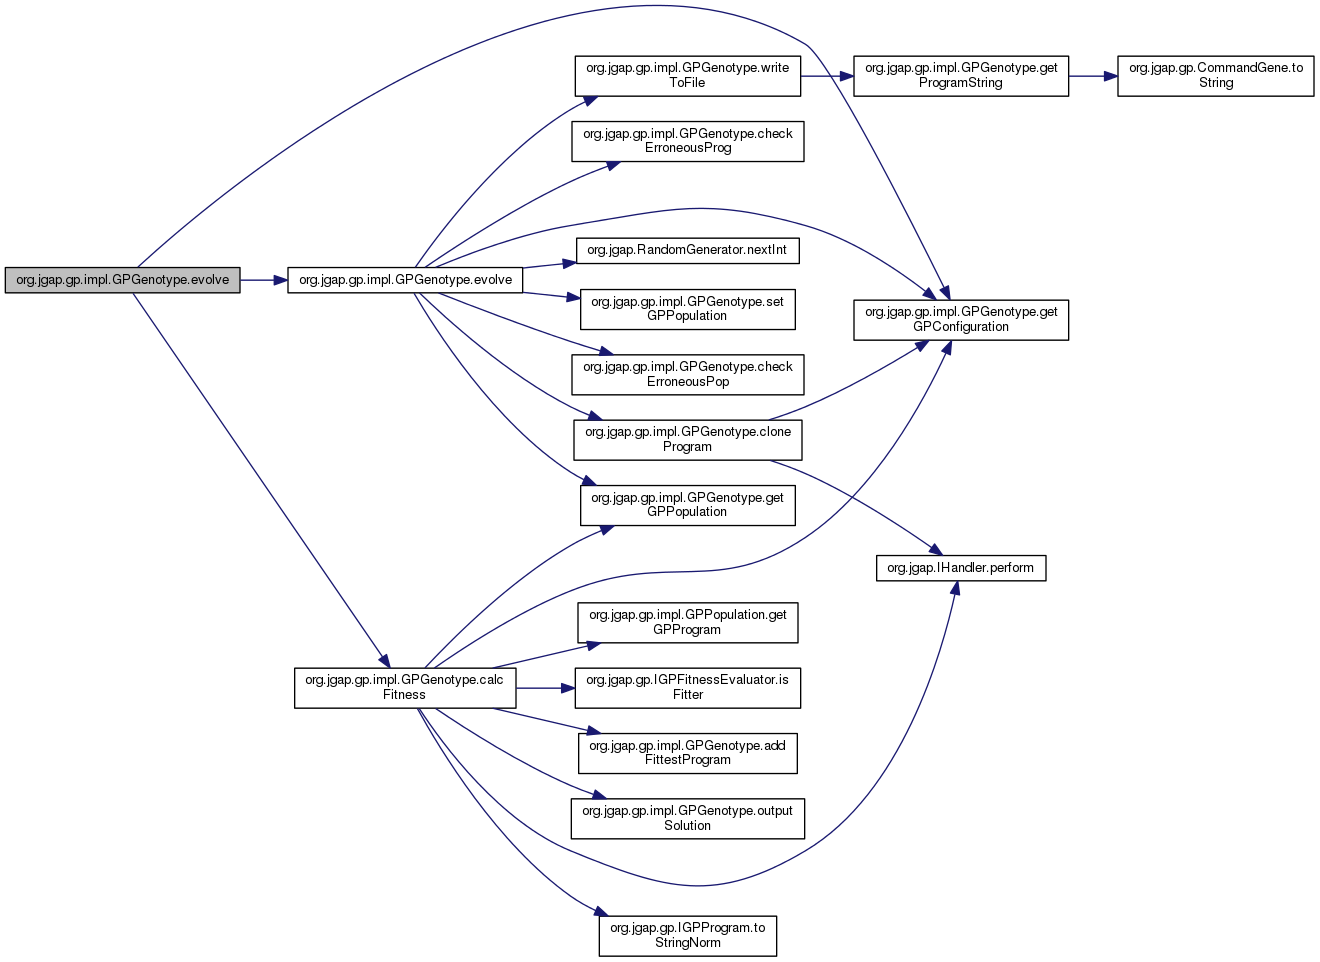 org.jgap.gp.impl.GPGenotype.evolve
org.jgap.gp.impl.GPGenotype.evolve
org.jgap.gp.impl.GPGenotype.calc
Fitness
org.jgap.gp.impl.GPGenotype.write
ToFile
org.jgap.gp.impl.GPGenotype.check
ErroneousProg
org.jgap.RandomGenerator.nextInt
org.jgap.gp.impl.GPGenotype.set
GPPopulation
org.jgap.gp.impl.GPGenotype.check
ErroneousPop
org.jgap.gp.impl.GPGenotype.clone
Program
org.jgap.gp.impl.GPGenotype.get
GPPopulation
org.jgap.gp.impl.GPPopulation.get
GPProgram
org.jgap.gp.IGPFitnessEvaluator.is
Fitter
org.jgap.gp.impl.GPGenotype.add
FittestProgram
org.jgap.gp.impl.GPGenotype.output
Solution
org.jgap.gp.IGPProgram.to
StringNorm
org.jgap.gp.impl.GPGenotype.get
ProgramString
org.jgap.gp.impl.GPGenotype.get
GPConfiguration
org.jgap.IHandler.perform
org.jgap.gp.CommandGene.to
String